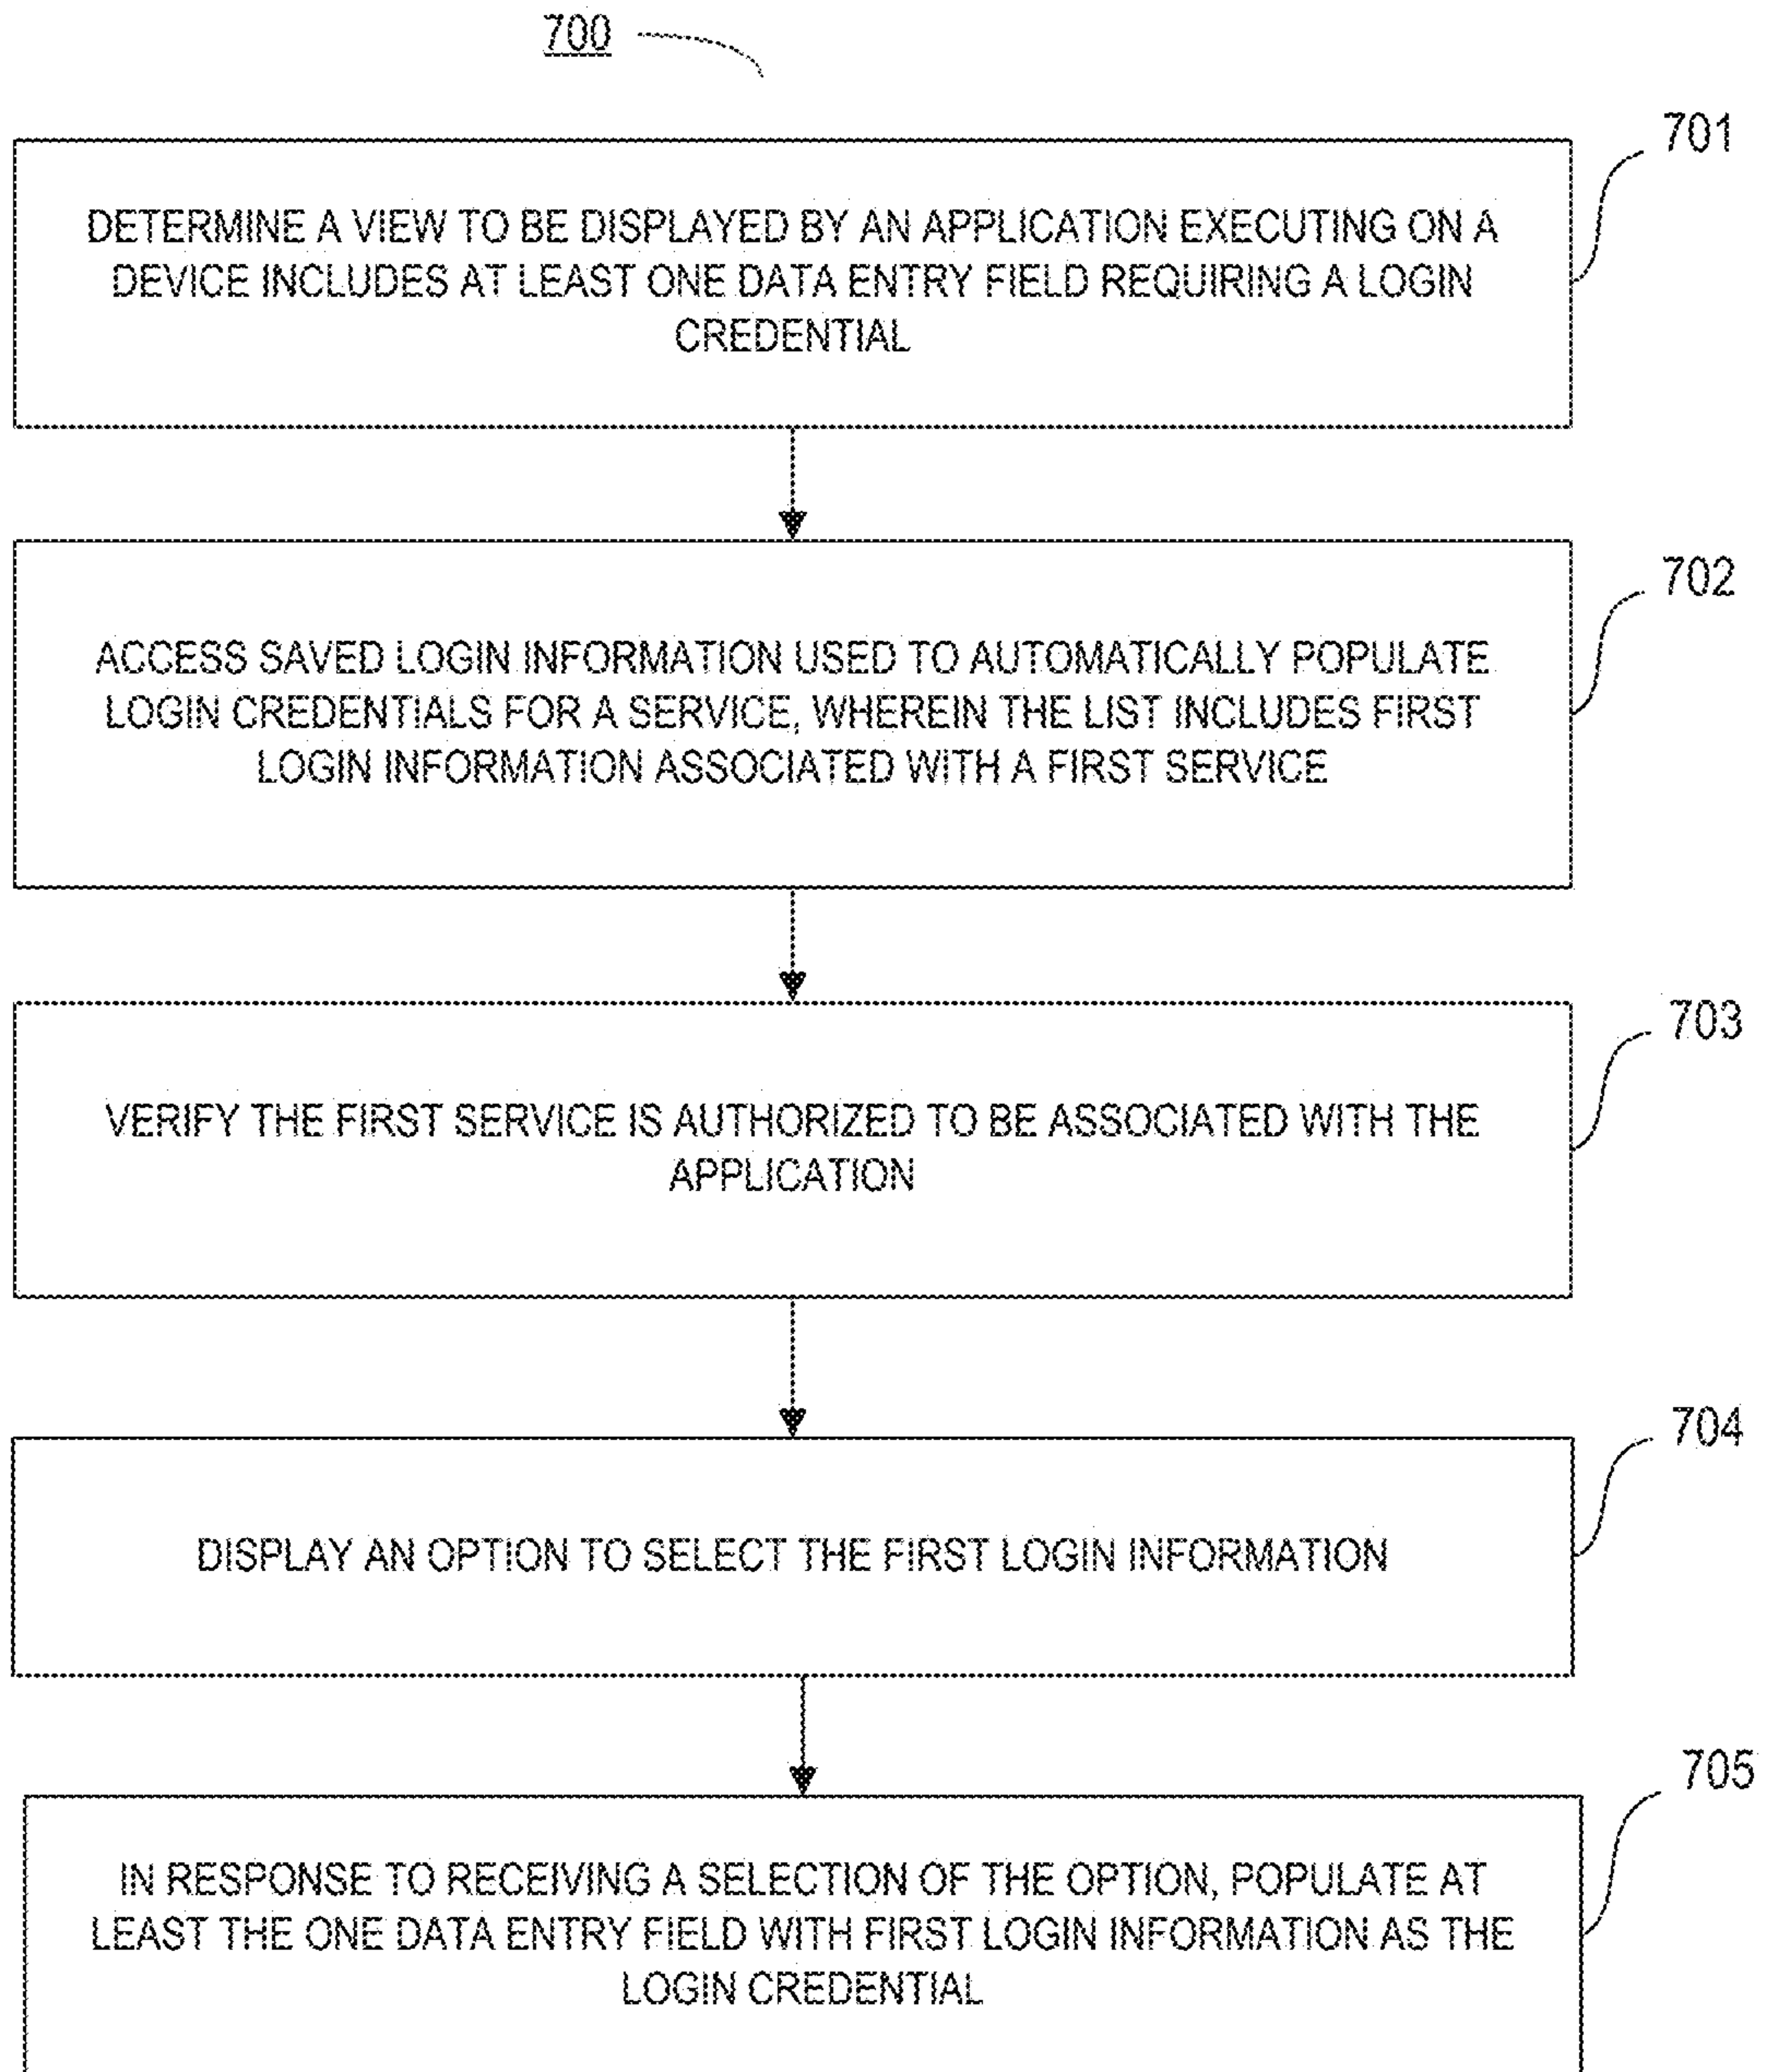 700
701
DETERMINE A VIEW TO BE DISPLAYED BY AN APPLICATION EXECUTING ON A
DEVICE INCLUDES AT LEAST ONE DATA ENTRY FIELD REQUIRING A LOGIN
CREDENTIAL
702
ACCESS SAVED LOGIN INFORMATION USED TO AUTOMATICALLY POPULATE
LOGIN CREDENTIALS FOR A SERVICE, WHEREIN THE LIST INCLUDES FIRST
LOGIN INFORMATION ASSOCIATED WITH A FIRST SERVICE
703
VERIFY THE FIRST SERVICE IS AUTHORIZED TO BE ASSOCIATED WITH THE
APPLICATION
704
DISPLAY AN OPTION TO SELECT THE FIRST LOGIN INFORMATION
705
IN RESPONSE TO RECEIVING A SELECTION OF THE OPTION, POPULATE AT
LEAST THE ONE DATA ENTRY FIELD WITH FIRST LOGIN INFORMATION AS THE
LOGIN CREDENTIAL